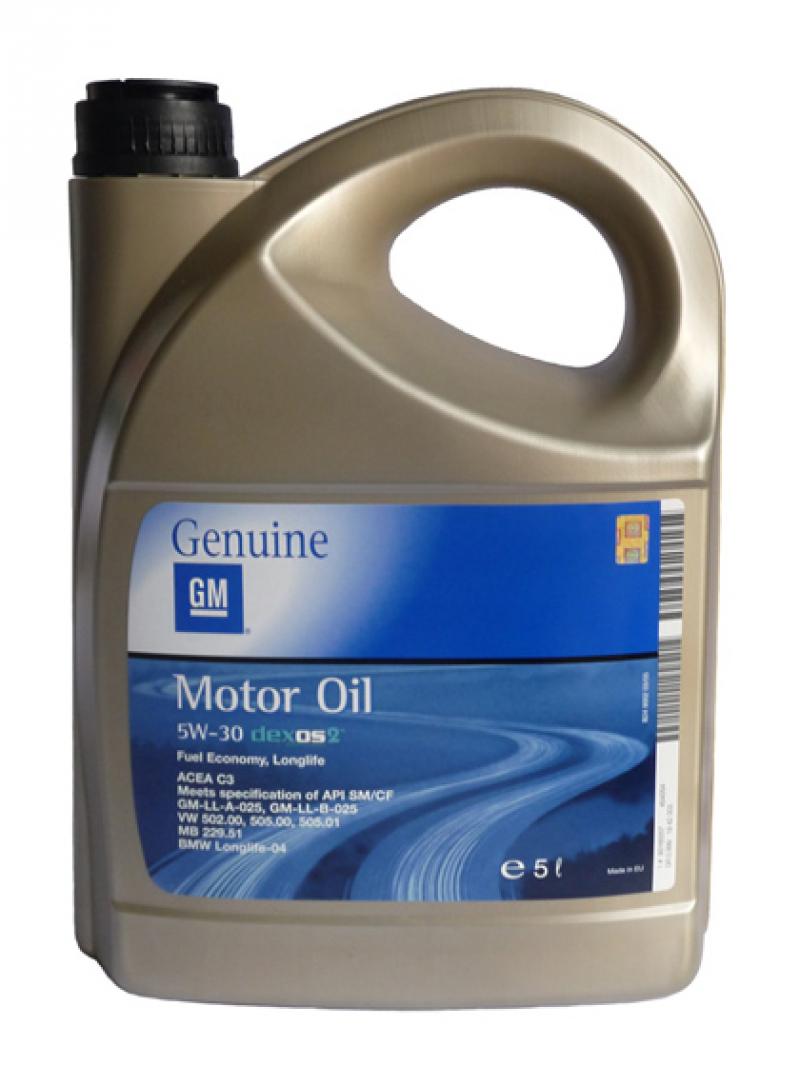 Genuine
GM
Motor Oil
5W-30 dexos2™
Fuel Economy, Longlife
ACEA C3
Meets specification of API SM/CF
GM-LL-A-025, GM-LL-B-025
VW 502.00, 505.00, 505.01
MB 229.51
BMW Longlife-04
e 5 l
Made in EU